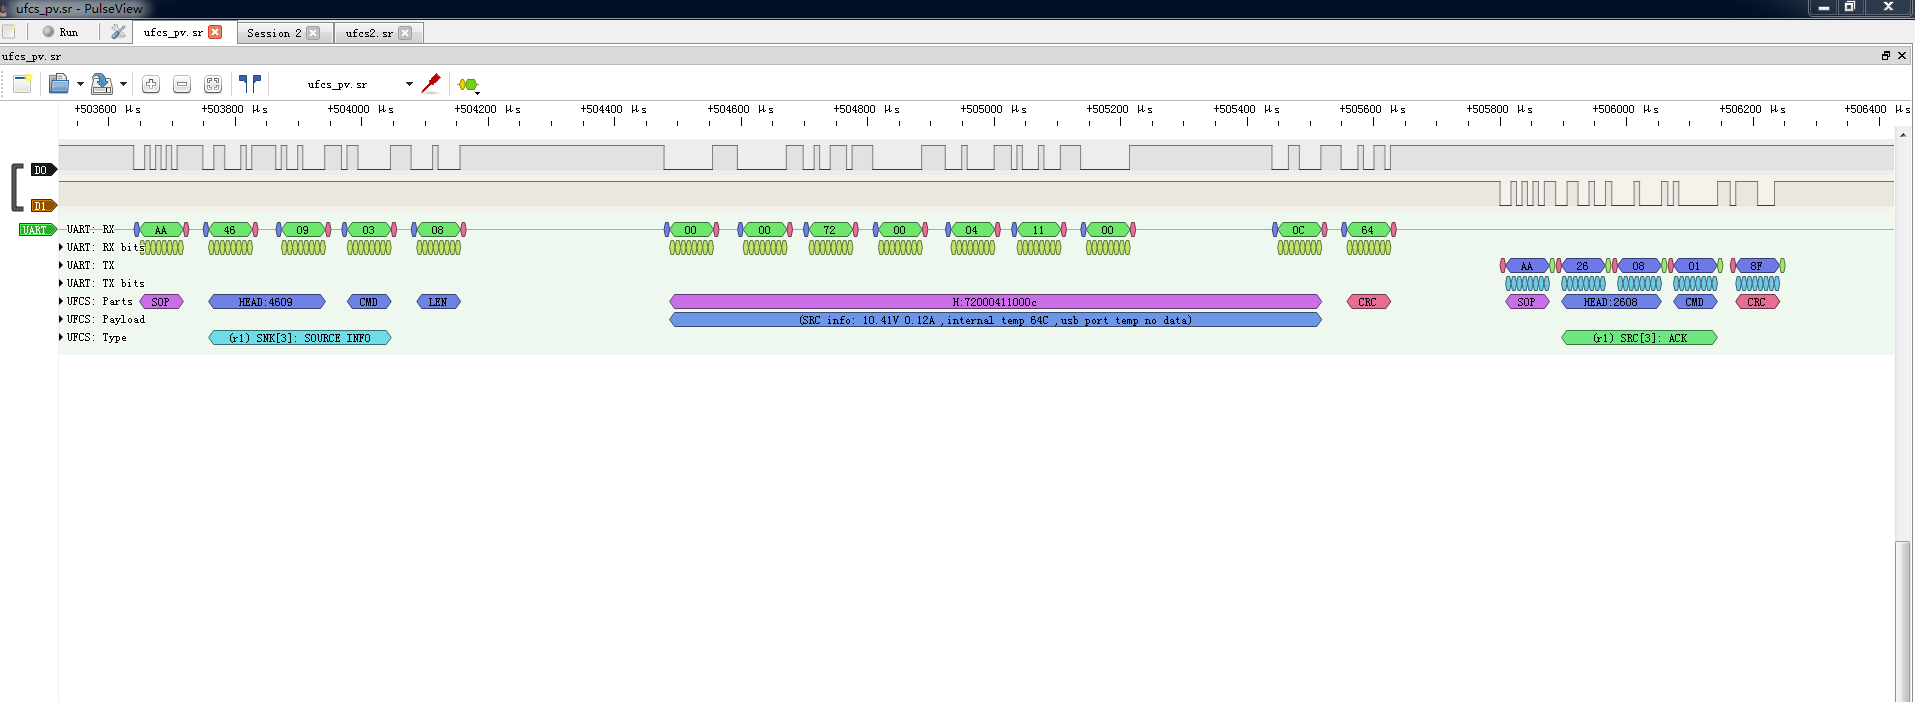 ufcs_pv.sr - PulseView
Run ufcs_pv.sr Session 2 ufcs2.sr
ufcs_pv.sr
ufcs_pv.sr
+503600 µs +503800 µs +504000 µs +504200 µs +504400 µs +504600 µs +504800 µs +505000 µs +505200 µs +505400 µs +505600 µs +505800 µs +506000 µs +506200 µs +506400 µs
D0
D1
UART UART: RX AA 46 09 03 08 00 00 72 00 04 11 00 0C 64
UART: RX bits
UART: TX AA 26 08 01 8F
UART: TX bits
UFCS: Parts SOP HEAD:4609 CMD LEN H:72000411000c CRC SOP HEAD:2608 CMD CRC
UFCS: Payload (SRC info: 10.41V 0.12A ,internal temp 64C ,usb port temp no data)
UFCS: Type (r1) SNK[3]: SOURCE INFO (r1) SRC[3]: ACK